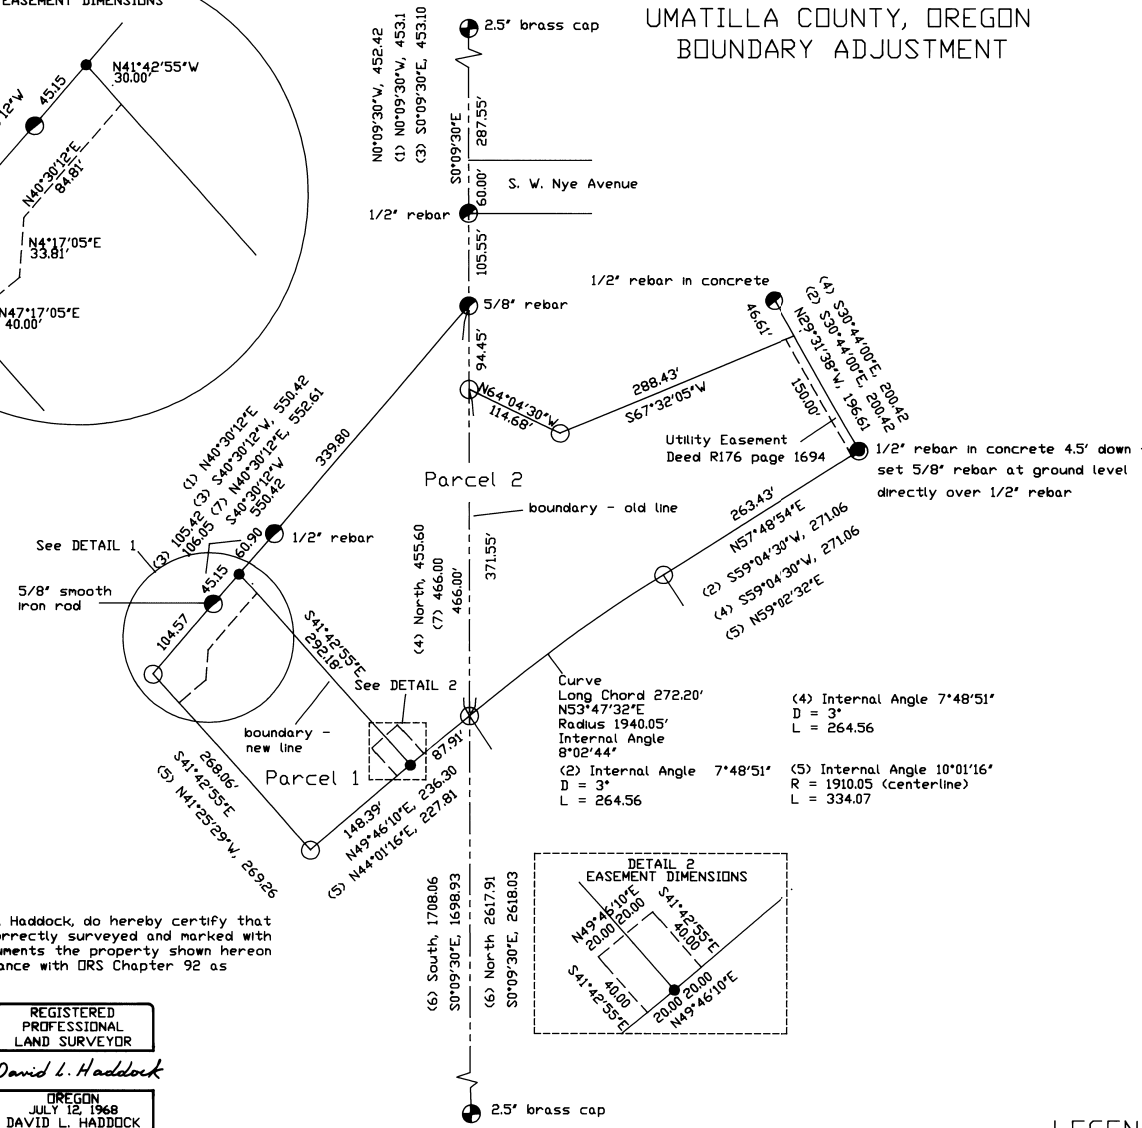 EASEMENT DIMENSIONS
N41°42'55"W
30.00'
45.15
12"W
N40°30'12"E
84.81'
N4°17'05"E
33.81'
N47°17'05"E
40.00'
UMATILLA COUNTY, OREGON
BOUNDARY ADJUSTMENT
2.5" brass cap
N0°09'30"W, 452.42
(1) N0°09'30"W, 453.1
(3) S0°09'30"E, 453.10
S0°09'30"E
287.55'
60.00'
S. W. Nye Avenue
1/2" rebar
105.55'
5/8" rebar
94.45'
N64°04'30"W
114.68'
288.43'
S67°32'05"W
1/2" rebar in concrete
46.61'
(4) S30°44'00"E, 200.42
(2) S30°44'00"E, 200.42
N29°31'38"W, 196.61
150.00'
Utility Easement
Deed R176 page 1694
1/2" rebar in concrete 4.5' down -
set 5/8" rebar at ground level
directly over 1/2" rebar
339.80
(1) N40°30'12"E
(3) S40°30'12"W, 550.42
(7) N40°30'12"E, 552.61
S40°30'12"W
550.42
(3) 105.42
106.05
60.90
1/2" rebar
See DETAIL 1
5/8" smooth
iron rod
45.15
104.57
Parcel 2
boundary - old line
(4) North, 455.60
(7) 466.00
466.00'
371.55'
263.43'
N57°48'54"E
(2) S59°04'30"W, 271.06
(4) S59°04'30"W, 271.06
(5) N59°02'32"E
S41°42'55"E
292.18'
See DETAIL 2
boundary -
new line
Parcel 1
87.91'
268.06'
S41°42'55"E
(5) N41°25'29"W, 269.26
148.39'
N49°46'10"E, 236.30
(5) N44°01'16"E, 227.81
Curve
Long Chord 272.20'
N53°47'32"E
Radius 1940.05'
Internal Angle
8°02'44"
(2) Internal Angle 7°48'51"
D = 3°
L = 264.56
(4) Internal Angle 7°48'51"
D = 3°
L = 264.56
(5) Internal Angle 10°01'16"
R = 1910.05 (centerline)
L = 334.07
(6) South, 1708.06
S0°09'30"E, 1698.93
(6) North 2617.91
S0°09'30"E, 2618.03
DETAIL 2
EASEMENT DIMENSIONS
N49°46'10"E
20.00 20.00
S41°42'55"E
40.00
S41°42'55"E
40.00
20.00 20.00
N49°46'10"E
. Haddock, do hereby certify that
orrectly surveyed and marked with
uments the property shown hereon
ance with ORS Chapter 92 as
REGISTERED
PROFESSIONAL
LAND SURVEYOR
David L. Haddock
OREGON
JULY 12, 1968
DAVID L. HADDOCK
2.5" brass cap
LEGEN